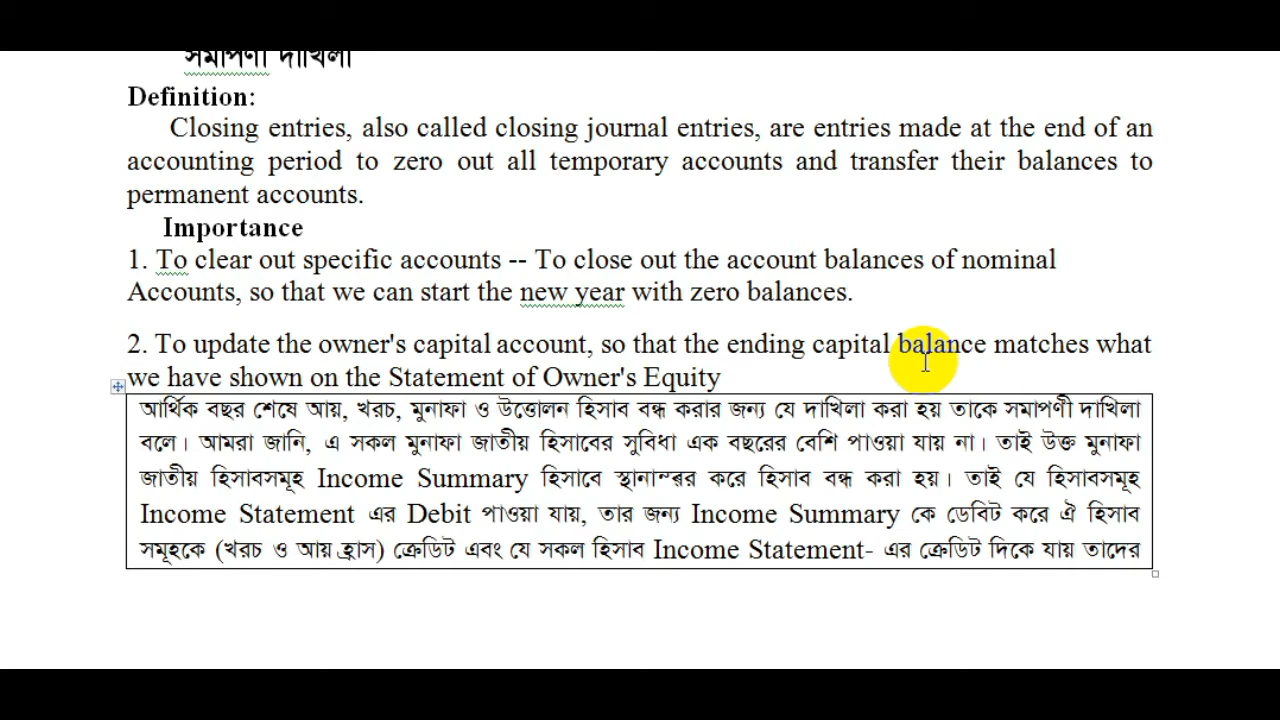 সমাপণী দাখিলা
Definition:
Closing entries, also called closing journal entries, are entries made at the end of an
accounting period to zero out all temporary accounts and transfer their balances to
permanent accounts.
Importance
1. To clear out specific accounts -- To close out the account balances of nominal
Accounts, so that we can start the new year with zero balances.
2. To update the owner's capital account, so that the ending capital balance matches what
we have shown on the Statement of Owner's Equity
আর্থিক বছর শেষে আয়, খরচ, মুনাফা ও উত্তোলন হিসাব বন্ধ করার জন্য যে দাখিলা করা হয় তাকে সমাপণী দাখিলা
বলে। আমরা জানি, এ সকল মুনাফা জাতীয় হিসাবের সুবিধা এক বছরের বেশি পাওয়া যায় না। তাই উক্ত মুনাফা
জাতীয় হিসাবসমূহ Income Summary হিসাবে স্থানান্তর করে হিসাব বন্ধ করা হয়। তাই যে হিসাবসমূহ
Income Statement এর Debit পাওয়া যায়, তার জন্য Income Summary কে ডেবিট করে ঐ হিসাব
সমূহকে (খরচ ও আয় হ্রাস) ক্রেডিট এবং যে সকল হিসাব Income Statement- এর ক্রেডিট দিকে যায় তাদের